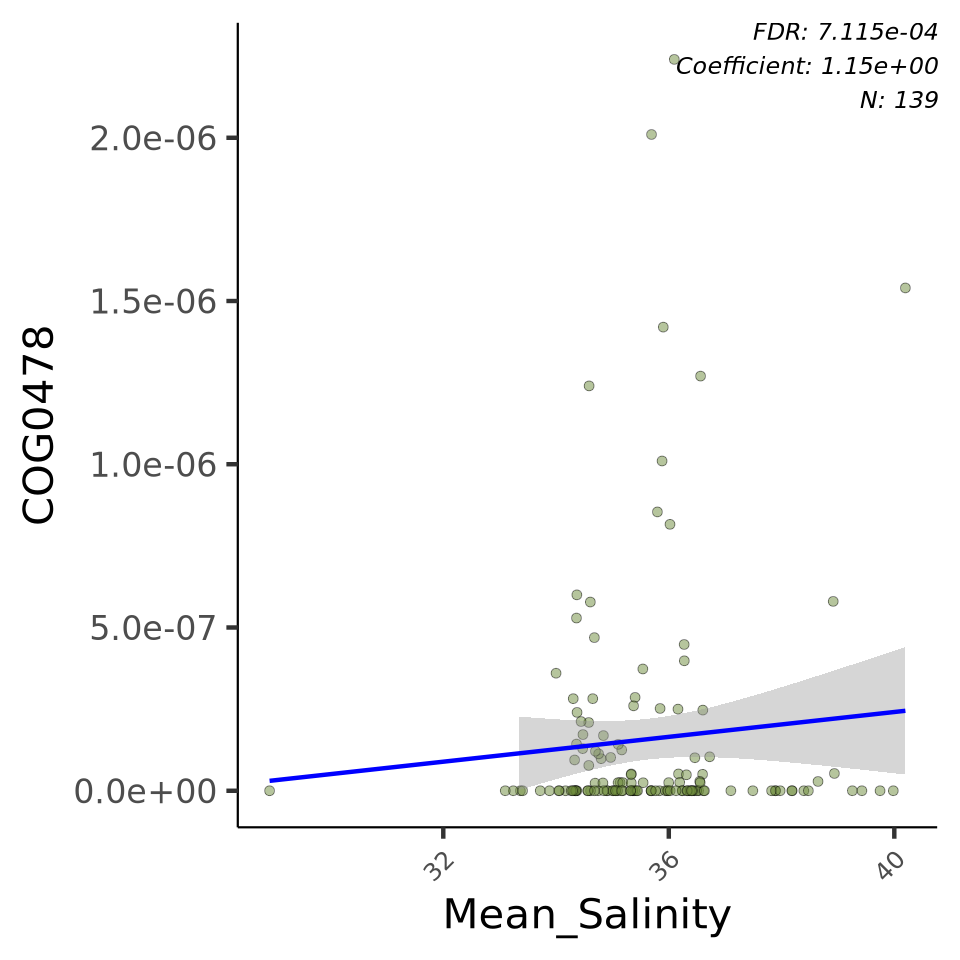 FDR: 7.115e-04
Coefficient: 1.15e+00
N: 139
2.0e-06
1.5e-06
1.0e-06
5.0e-07
0.0e+00
COG0478
32
36
40
Mean_Salinity